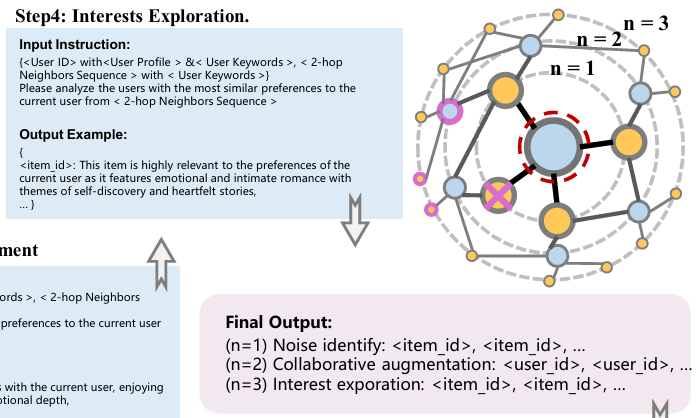 Step4: Interests Exploration.
Input Instruction:
{<User ID> with<User Profile > &< User Keywords >, < 2-hop
Neighbors Sequence > with < User Keywords >}
Please analyze the users with the most similar preferences to the
current user from < 2-hop Neighbors Sequence >
Output Example:
{
<item_id>: This item is highly relevant to the preferences of the
current user as it features emotional and intimate romance with
themes of self-discovery and heartfelt stories,
... }
n = 3
n = 2
n = 1
ment
ords >, < 2-hop Neighbors
preferences to the current user
s with the current user, enjoying
otional depth,
Final Output:
(n=1) Noise identify: <item_id>, <item_id>, ...
(n=2) Collaborative augmentation: <user_id>, <user_id>, ...
(n=3) Interest exporation: <item_id>, <item_id>, ...